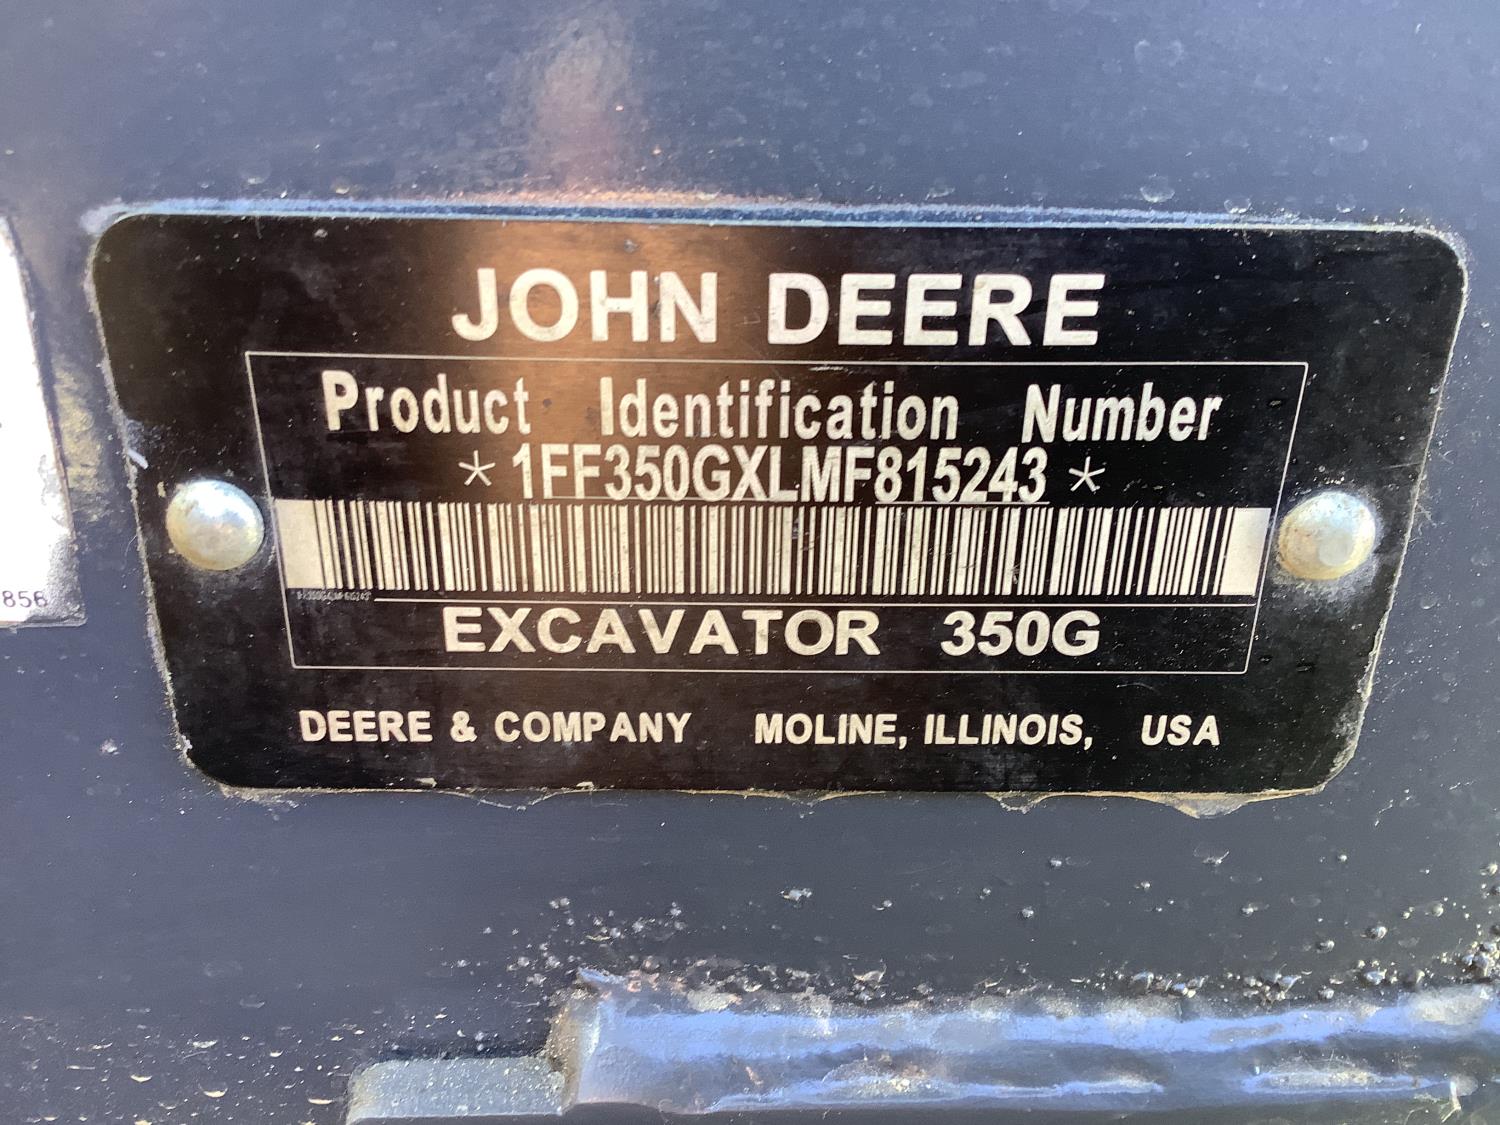 JOHN DEERE
Product Identification Number
* 1FF350GXLMF815243 *
EXCAVATOR 350G
DEERE & COMPANY MOLINE, ILLINOIS, USA
856